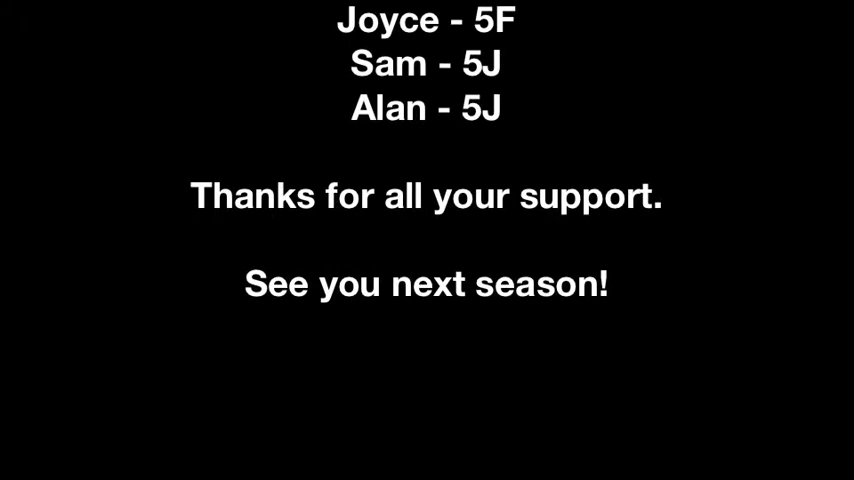 Joyce - 5F
Sam - 5J
Alan - 5J
Thanks for all your support.
See you next season!